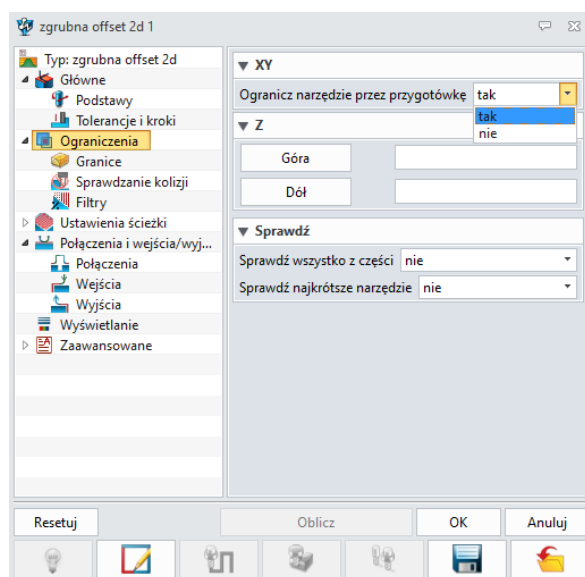 zgrubna offset 2d 1
Typ: zgrubna offset 2d
Główne
Podstawy
Tolerancje i kroki
Ograniczenia
Granice
Sprawdzanie kolizji
Filtry
Ustawienia ścieżki
Połączenia i wejścia/wyj...
Połączenia
Wejścia
Wyjścia
Wyświetlanie
Zaawansowane
XY
Ogranicz narzędzie przez przygotówkę tak
tak
nie
Z
Góra
Dół
Sprawdź
Sprawdź wszystko z części nie
Sprawdź najkrótsze narzędzie nie
Resetuj Oblicz OK Anuluj